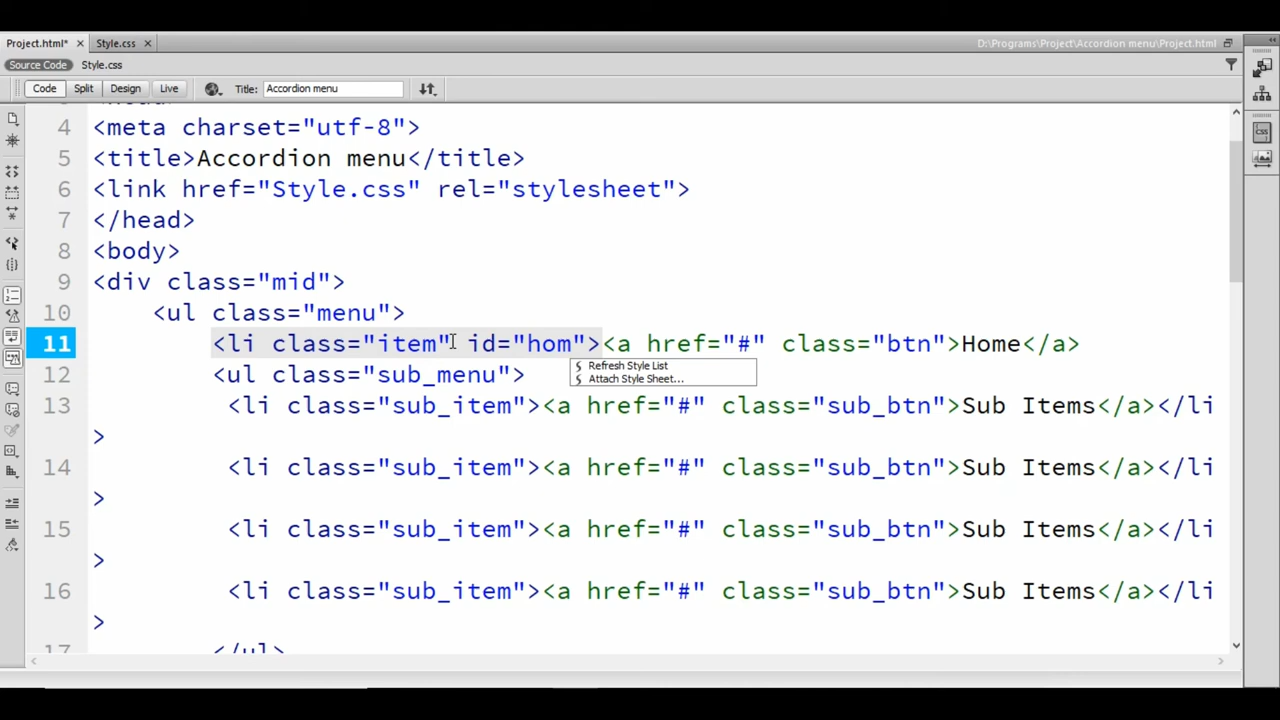 Project.html* × Style.css × D:\Programs\Project\Accordion menu\Project.html
Source Code Style.css
Code Split Design Live Title: Accordion menu
4 <meta charset="utf-8">
5 <title>Accordion menu</title>
6 <link href="Style.css" rel="stylesheet">
7 </head>
8 <body>
9 <div class="mid">
10 <ul class="menu">
11 <li class="item" id="hom"><a href="#" class="btn">Home</a>
Refresh Style List
Attach Style Sheet...
12 <ul class="sub_menu">
13 <li class="sub_item"><a href="#" class="sub_btn">Sub Items</a></li
>
14 <li class="sub_item"><a href="#" class="sub_btn">Sub Items</a></li
>
15 <li class="sub_item"><a href="#" class="sub_btn">Sub Items</a></li
>
16 <li class="sub_item"><a href="#" class="sub_btn">Sub Items</a></li
>
17 </ul>